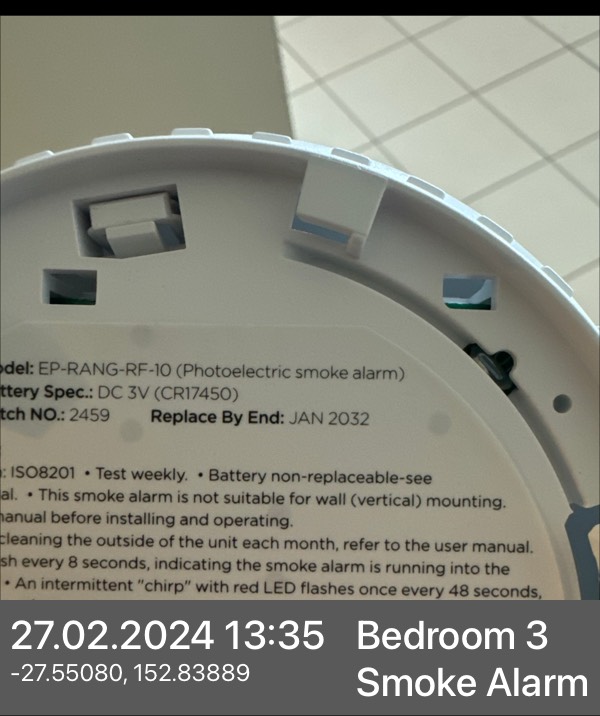 odel: EP-RANG-RF-10 (Photoelectric smoke alarm)
ttery Spec.: DC 3V (CR17450)
tch NO.: 2459 Replace By End: JAN 2032
: ISO8201 • Test weekly. • Battery non-replaceable-see
al. • This smoke alarm is not suitable for wall (vertical) mounting.
manual before installing and operating.
cleaning the outside of the unit each month, refer to the user manual.
sh every 8 seconds, indicating the smoke alarm is running into the
• An intermittent "chirp" with red LED flashes once every 48 seconds,
27.02.2024 13:35 Bedroom 3
-27.55080, 152.83889 Smoke Alarm